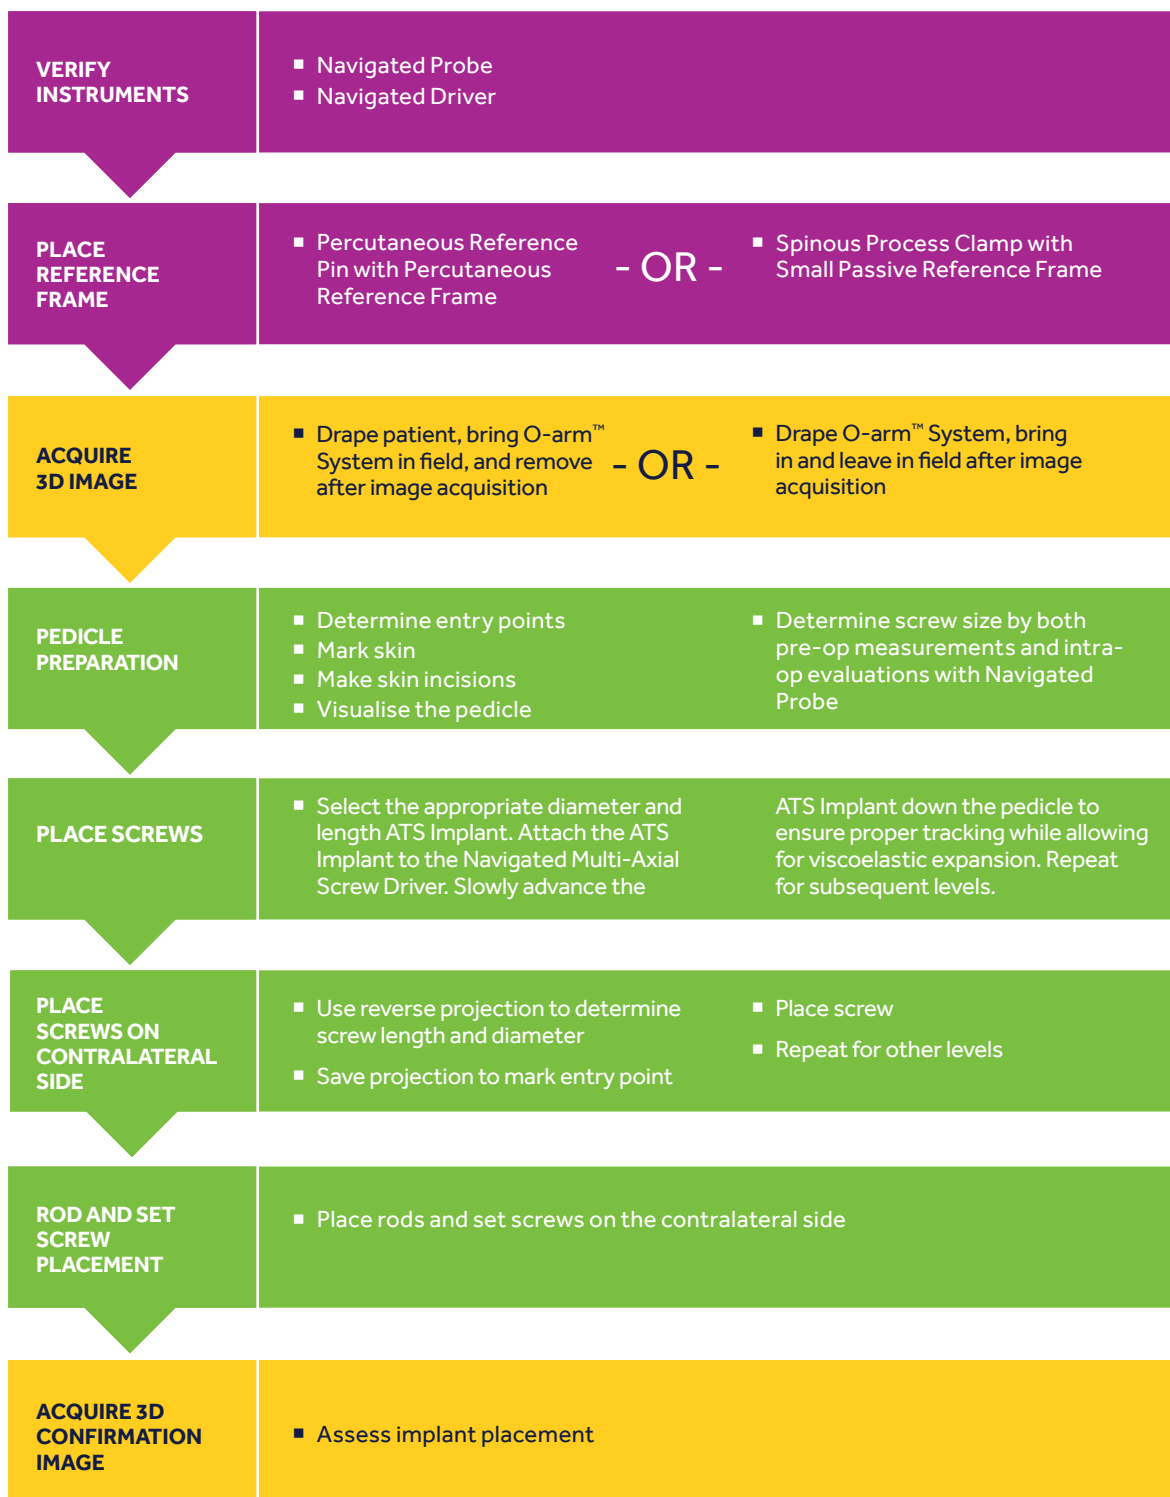 VERIFY
INSTRUMENTS
▪ Navigated Probe
▪ Navigated Driver
PLACE
REFERENCE
FRAME
▪ Percutaneous Reference
Pin with Percutaneous
Reference Frame
- OR -
▪ Spinous Process Clamp with
Small Passive Reference Frame
ACQUIRE
3D IMAGE
▪ Drape patient, bring O-arm™
System in field, and remove
after image acquisition
- OR -
▪ Drape O-arm™ System, bring
in and leave in field after image
acquisition
PEDICLE
PREPARATION
▪ Determine entry points
▪ Mark skin
▪ Make skin incisions
▪ Visualise the pedicle
▪ Determine screw size by both
pre-op measurements and intra-
op evaluations with Navigated
Probe
PLACE SCREWS
▪ Select the appropriate diameter and
length ATS Implant. Attach the ATS
Implant to the Navigated Multi-Axial
Screw Driver. Slowly advance the
ATS Implant down the pedicle to
ensure proper tracking while allowing
for viscoelastic expansion. Repeat
for subsequent levels.
PLACE
SCREWS ON
CONTRALATERAL
SIDE
▪ Use reverse projection to determine
screw length and diameter
▪ Save projection to mark entry point
▪ Place screw
▪ Repeat for other levels
ROD AND SET
SCREW
PLACEMENT
▪ Place rods and set screws on the contralateral side
ACQUIRE 3D
CONFIRMATION
IMAGE
▪ Assess implant placement